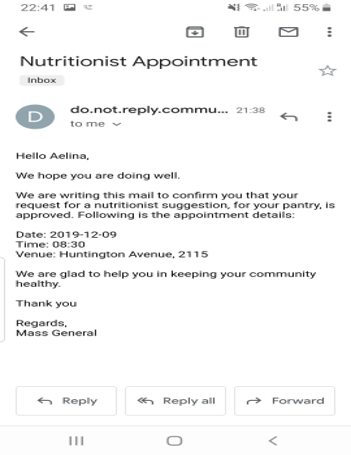 22:41 55%
Nutritionist Appointment
Inbox
D
do.not.reply.commu... 21:38
to me
Hello Aelina,
We hope you are doing well.
We are writing this mail to confirm you that your
request for a nutritionist suggestion, for your pantry, is
approved. Following is the appointment details:
Date: 2019-12-09
Time: 08:30
Venue: Huntington Avenue, 2115
We are glad to help you in keeping your community
healthy.
Thank you
Regards,
Mass General
Reply Reply all Forward